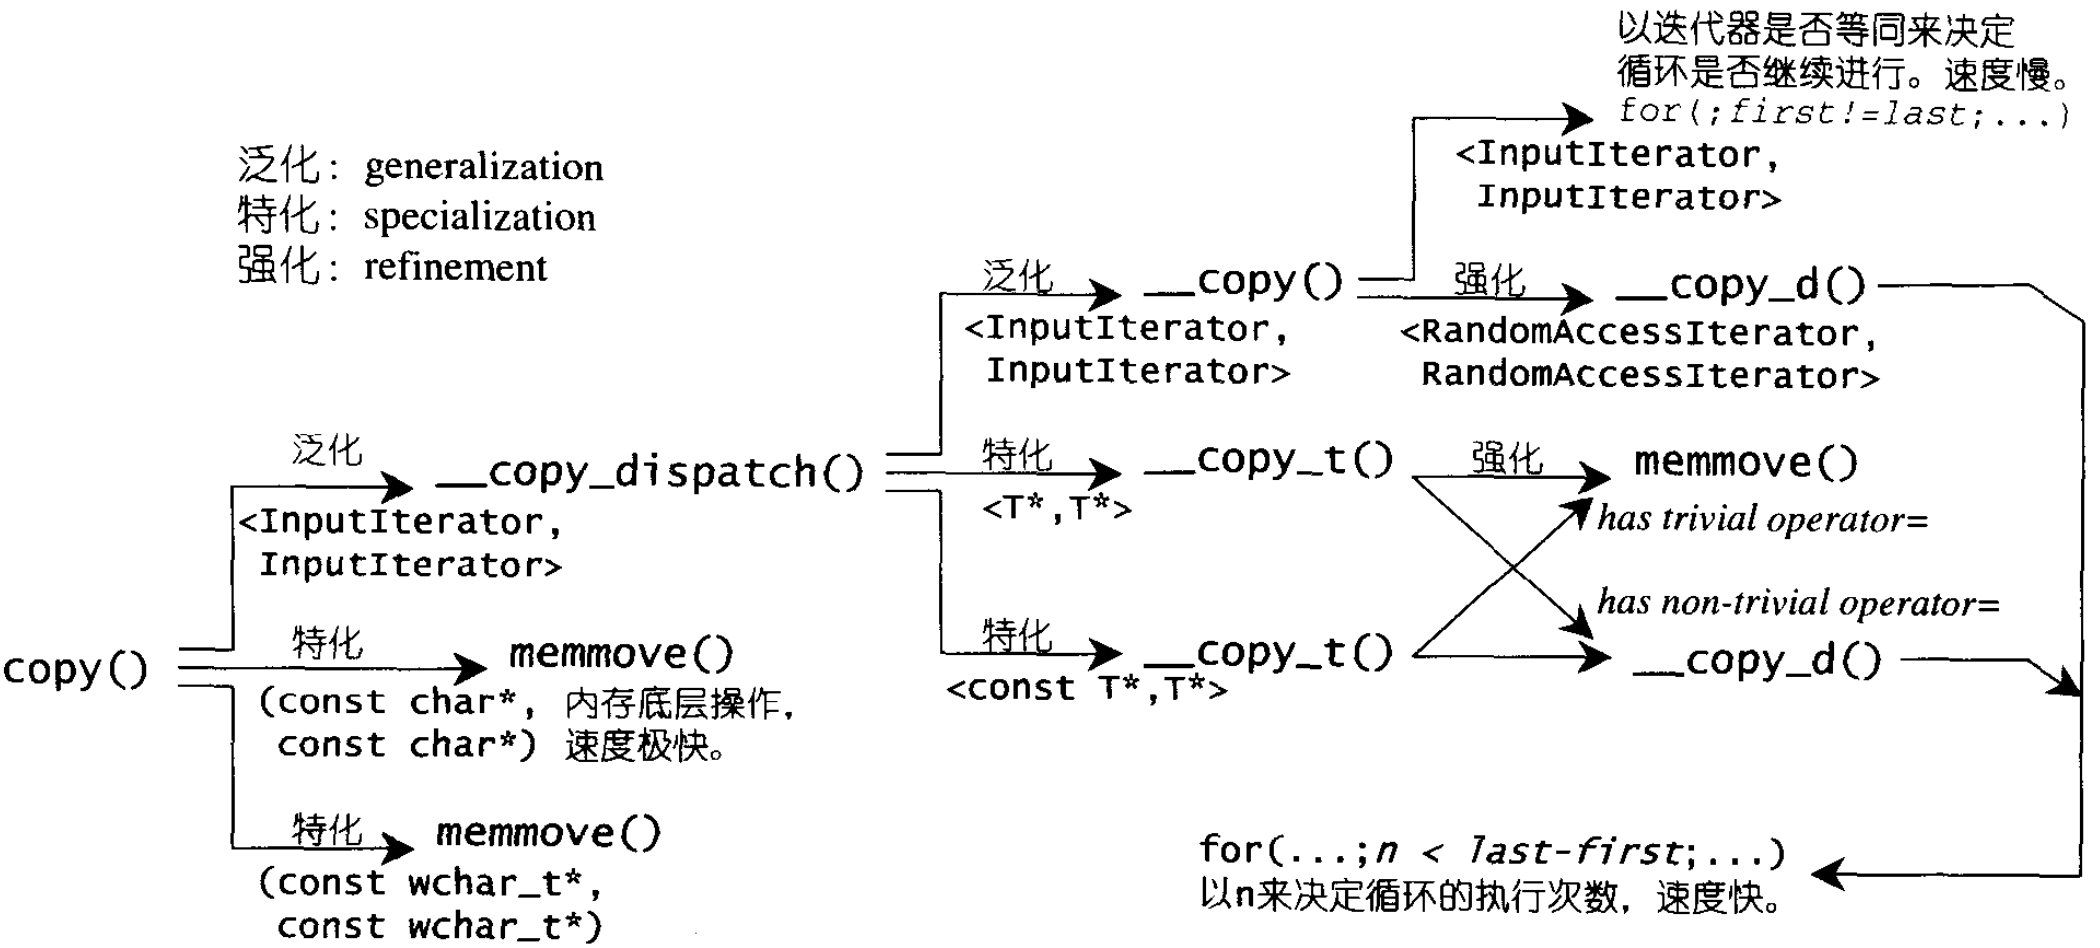 以迭代器是否等同来决定
循环是否继续进行。速度慢。
for(;first!=last;...)
<InputIterator,
InputIterator>
泛化: generalization
特化: specialization
强化: refinement
泛化
__copy()
强化
__copy_d()
<InputIterator,
InputIterator>
<RandomAccessIterator,
RandomAccessIterator>
泛化
__copy_dispatch()
<InputIterator,
InputIterator>
特化
__copy_t()
<T*,T*>
强化
memmove()
has trivial operator=
has non-trivial operator=
特化
__copy_t()
<const T*,T*>
__copy_d()
copy()
特化
memmove()
(const char*, 内存底层操作,
const char*) 速度极快。
特化
memmove()
(const wchar_t*,
const wchar_t*)
for(...;n < last-first;...)
以n来决定循环的执行次数, 速度快。